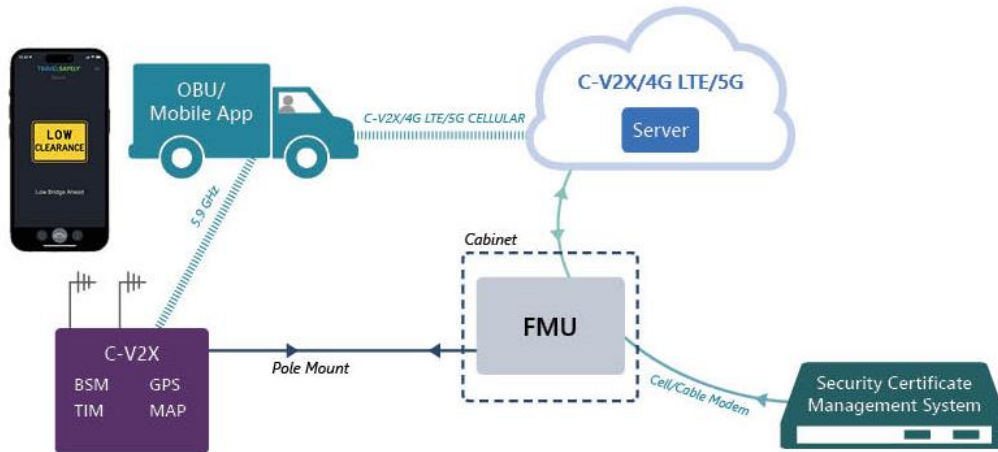 TRAVELSAFELY
LOW
CLEARANCE
Low Bridge Ahead
OBU/
Mobile App
C-V2X/4G LTE/5G CELLULAR
C-V2X/4G LTE/5G
Server
5.9 GHz
Cabinet
FMU
C-V2X
BSM GPS
TIM MAP
Pole Mount
Cell/Cable Modem
Security Certificate
Management System